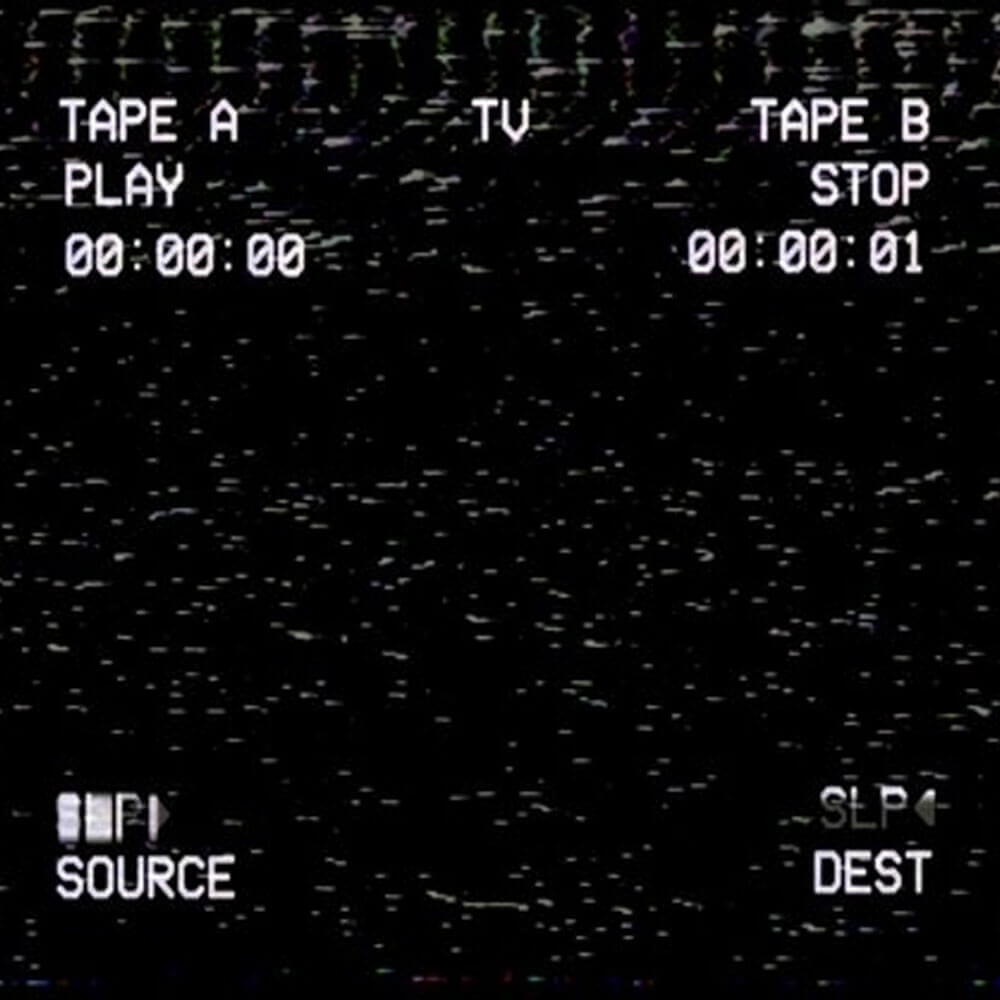 TAPE A TV TAPE B
PLAY STOP
00:00:00 00:00:01
SLP
SOURCE DEST